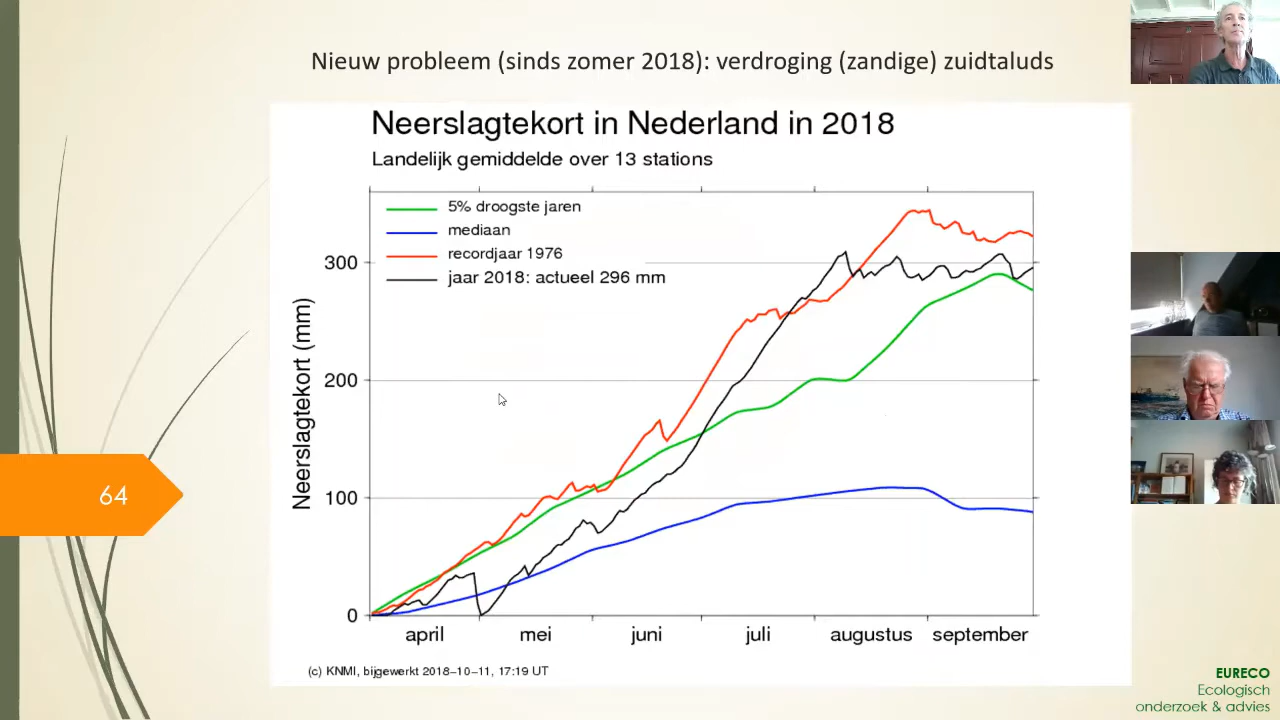 Nieuw probleem (sinds zomer 2018): verdroging (zandige) zuidtaluds
Neerslagtekort in Nederland in 2018
Landelijk gemiddelde over 13 stations
5% droogste jaren
mediaan
recordjaar 1976
jaar 2018: actueel 296 mm
Neerslagtekort (mm)
300
200
100
0
april mei juni juli augustus september
(c) KNMI, bijgewerkt 2018-10-11, 17:19 UT
64
EURECO
Ecologisch
onderzoek & advies